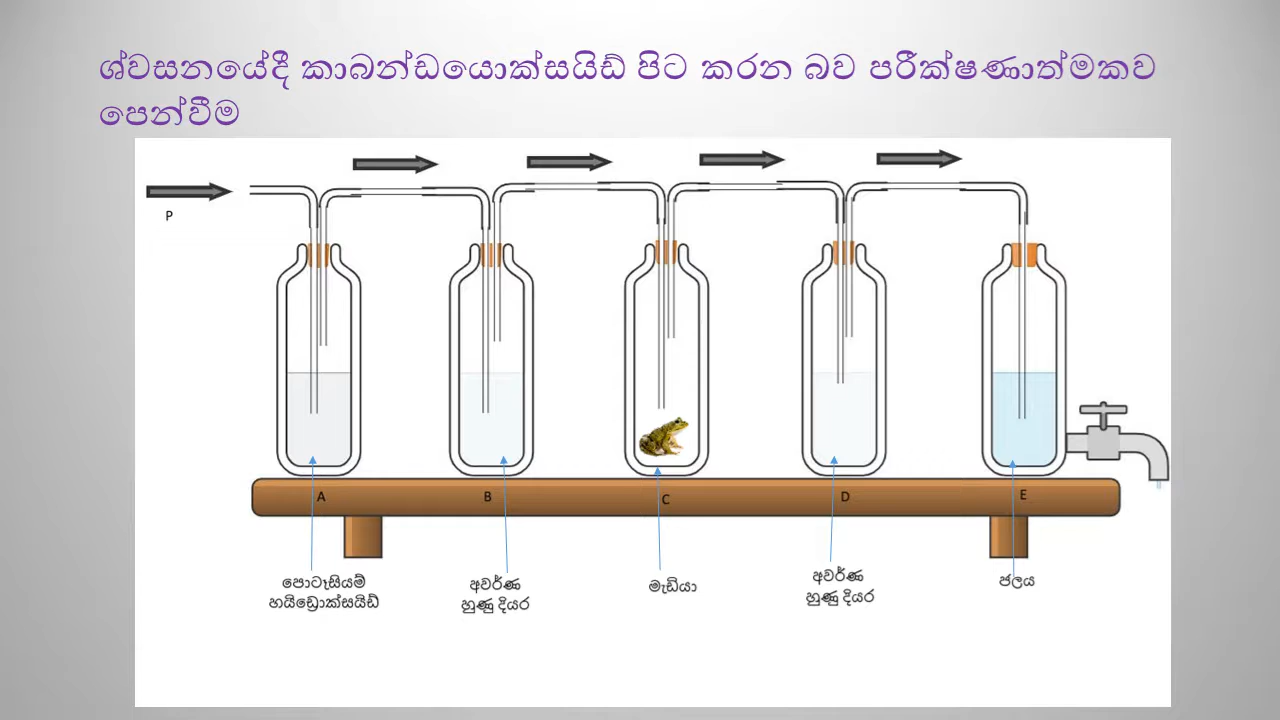 ශ්වසනයේදී කාබන්ඩයොක්සයිඩ් පිට කරන බව පරීක්ෂණාත්මකව
පෙන්වීම
P
A
B
C
D
E
පොටෑසියම්
හයිඩ්‍රොක්සයිඩ්
අවර්ණ
හුණු දියර
මැඩියා
අවර්ණ
හුණු දියර
ජලය